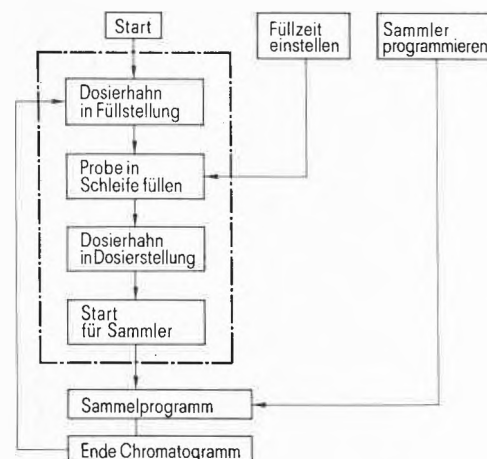 Start
Füllzeit
einstellen
Sammler
programmieren
Dosierhahn
in Füllstellung
Probe in
Schleife füllen
Dosierhahn
in Dosierstellung
Start
für Sammler
Sammelprogramm
Ende Chromatogramm